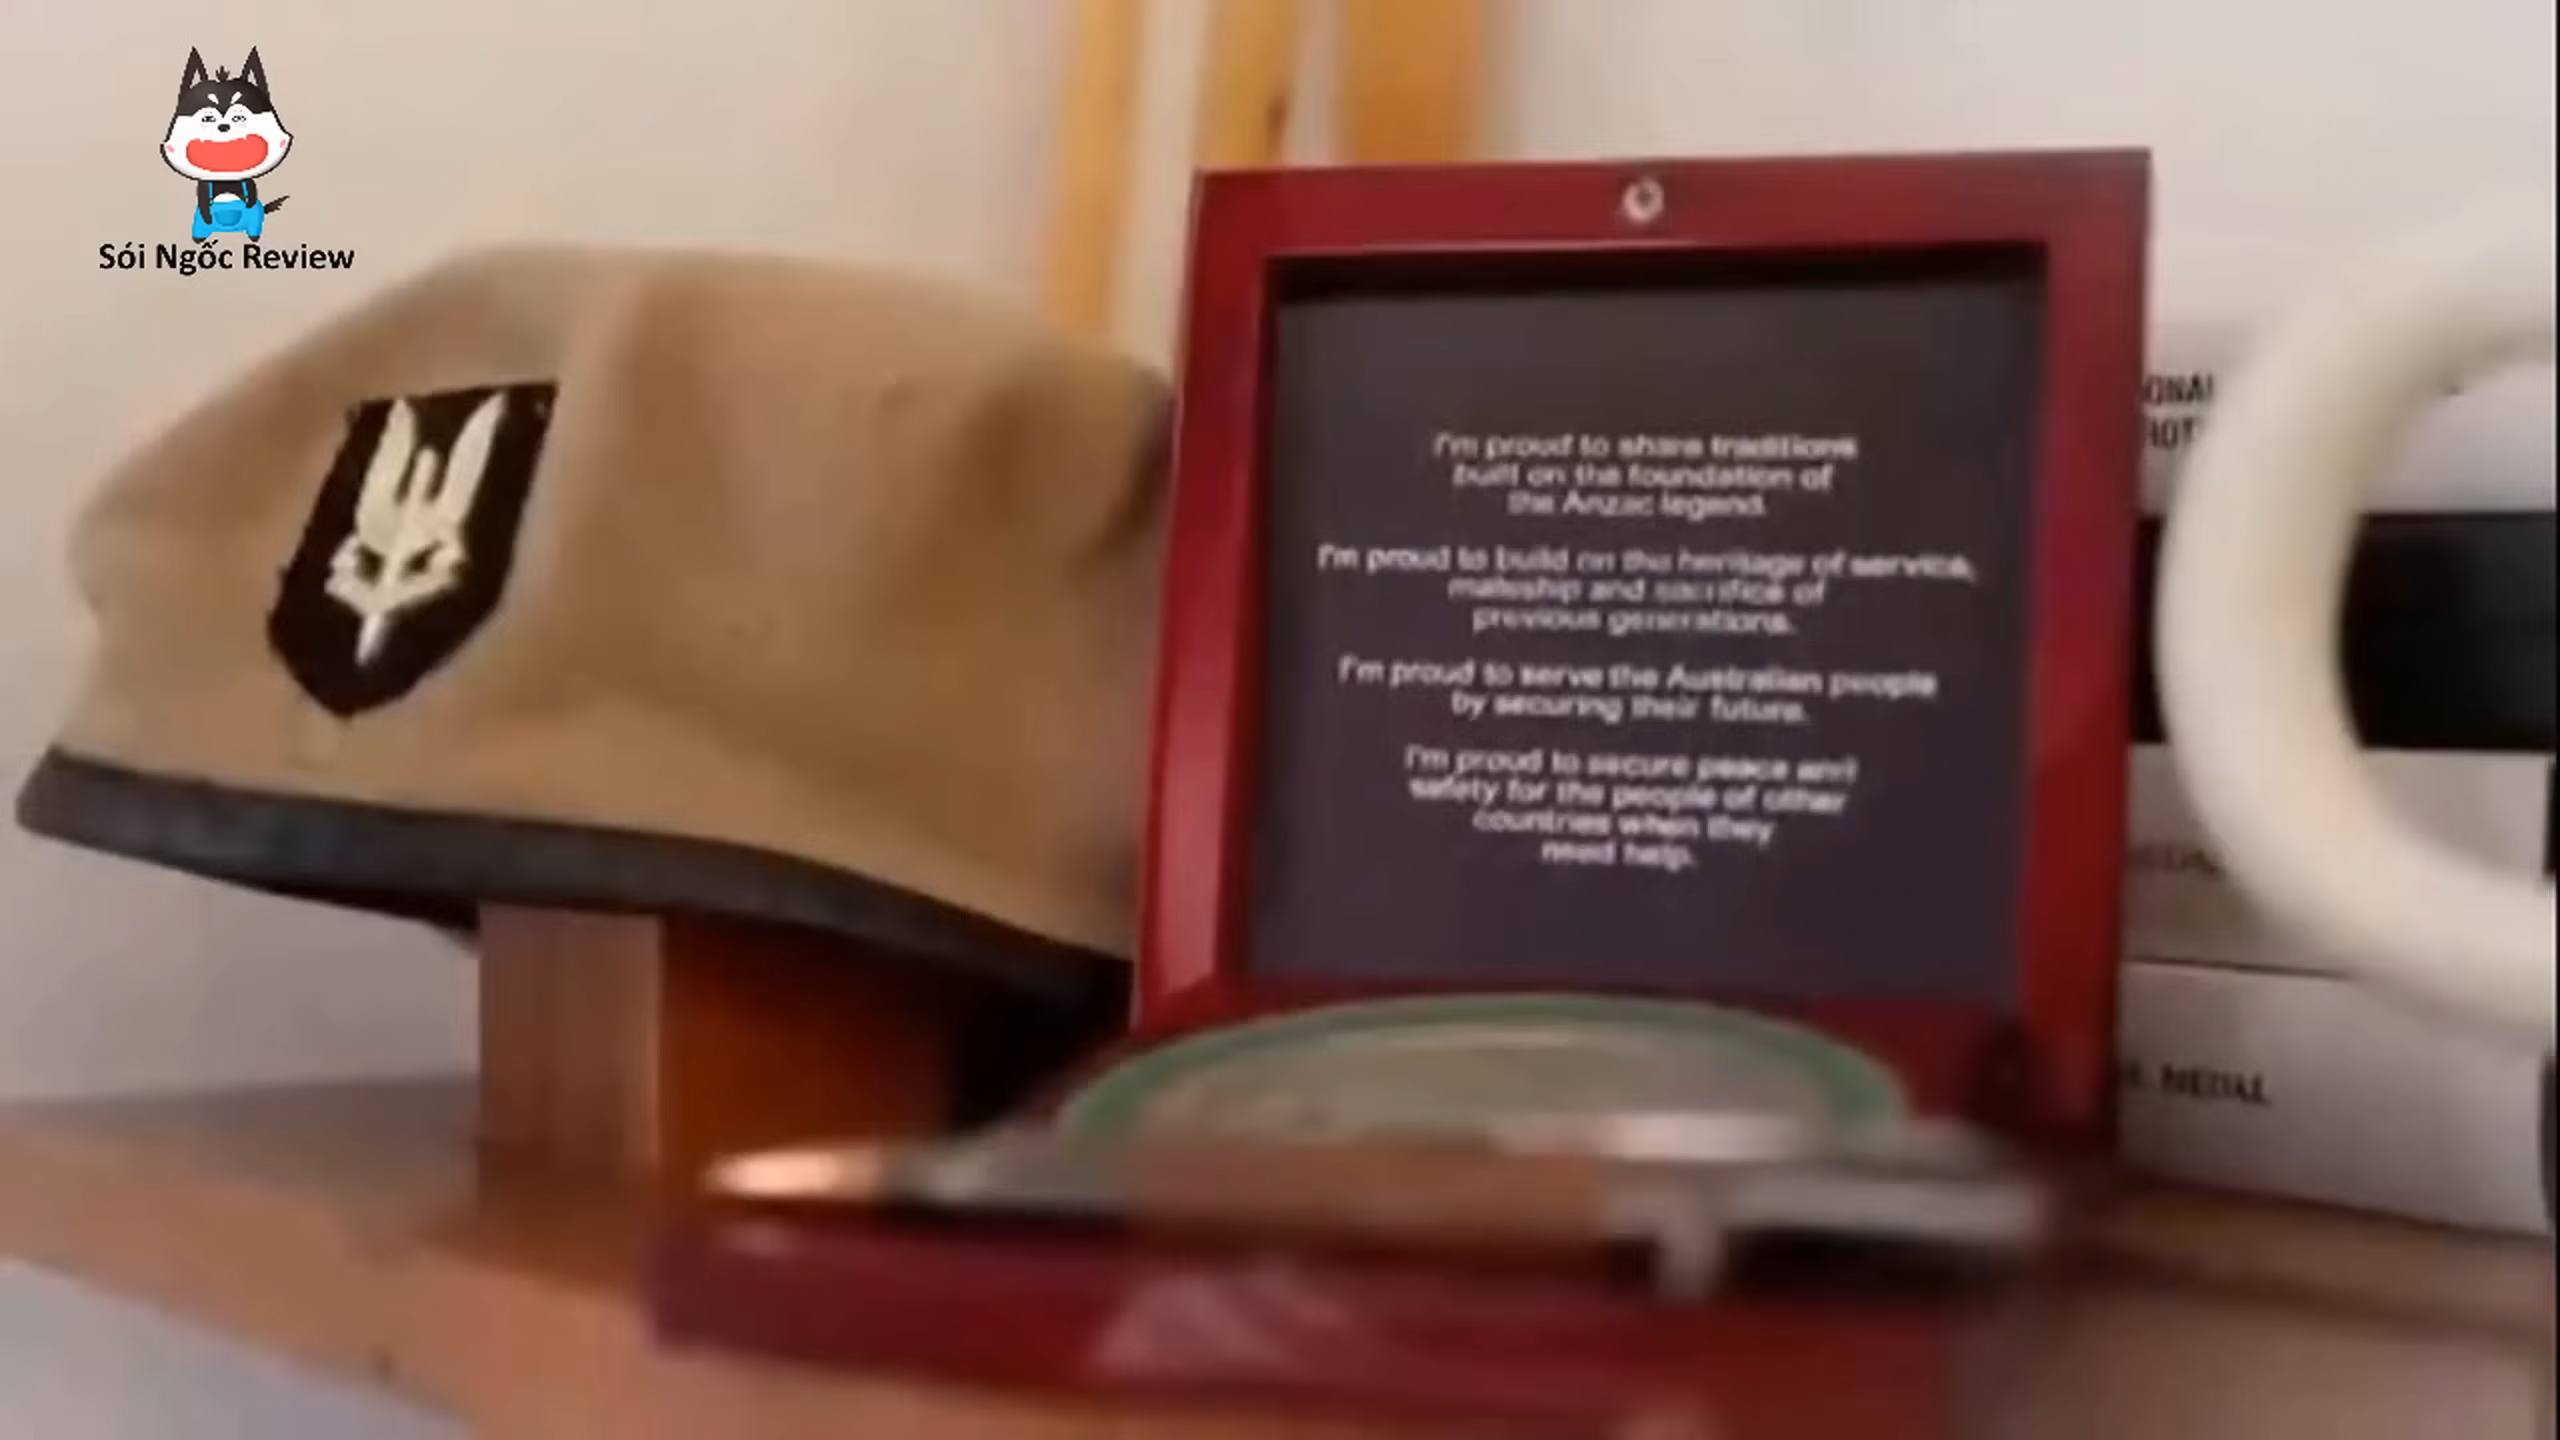 Sói Ngốc Review
I'm proud to share traditions
built on the foundation of
the Anzac legend.
I'm proud to build on the heritage of service,
mateship and sacrifice of
previous generations.
I'm proud to serve the Australian people
by securing their future.
I'm proud to secure peace and
safety for the people of other
countries when they
need help.
MEDAL